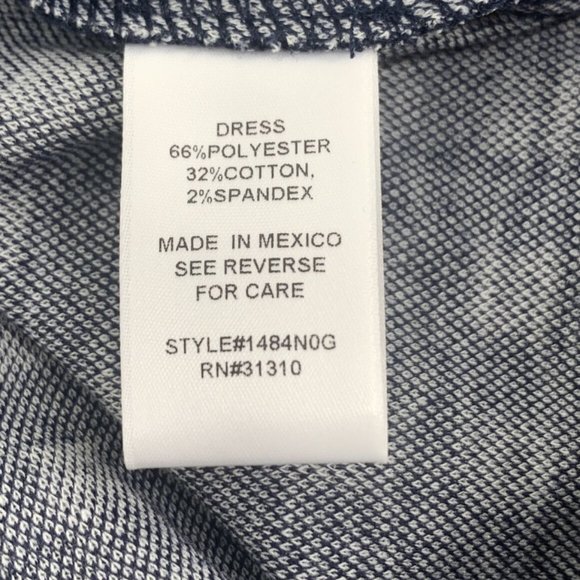 DRESS
66%POLYESTER
32%COTTON,
2%SPANDEX
MADE IN MEXICO
SEE REVERSE
FOR CARE
STYLE#1484N0G
RN#31310